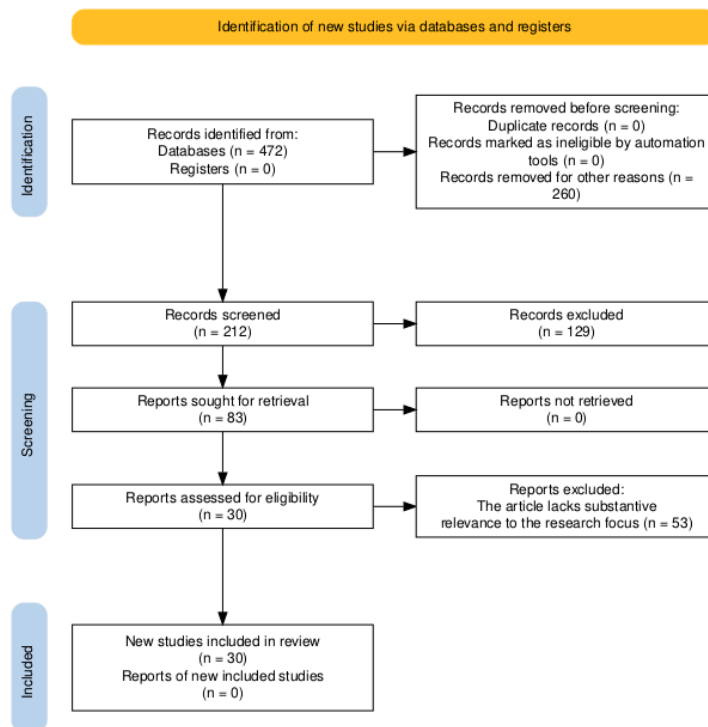 Identification of new studies via databases and registers
Identification
Records identified from:
Databases (n = 472)
Registers (n = 0)
Records removed before screening:
Duplicate records (n = 0)
Records marked as ineligible by automation
tools (n = 0)
Records removed for other reasons (n =
260)
Screening
Records screened
(n = 212)
Records excluded
(n = 129)
Reports sought for retrieval
(n = 83)
Reports not retrieved
(n = 0)
Reports assessed for eligibility
(n = 30)
Reports excluded:
The article lacks substantive
relevance to the research focus (n = 53)
Included
New studies included in review
(n = 30)
Reports of new included studies
(n = 0)